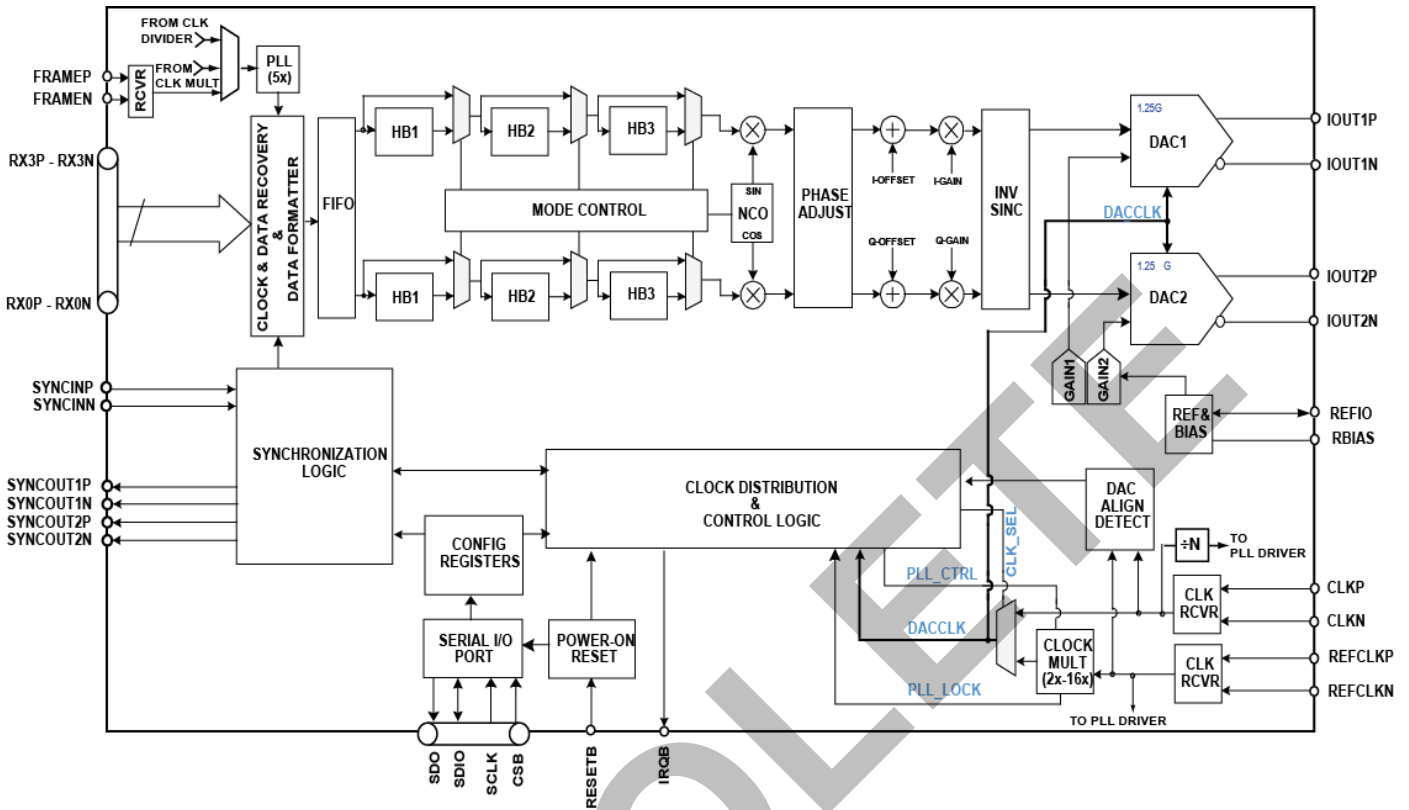 FROM CLK
DIVIDER
FROM
CLK MULT
PLL
(5x)
FRAMEP
FRAMEN
RCVR
RX3P - RX3N
RX0P - RX0N
CLOCK & DATA RECOVERY
&
DATA FORMATTER
FIFO
HB1
HB2
HB3
MODE CONTROL
SIN
NCO
COS
HB1
HB2
HB3
PHASE
ADJUST
I-OFFSET
I-GAIN
Q-OFFSET
Q-GAIN
INV
SINC
1.25G
DAC1
DACCLK
1.25 G
DAC2
IOUT1P
IOUT1N
IOUT2P
IOUT2N
GAIN1
GAIN2
REF&
BIAS
REFIO
RBIAS
SYNCINP
SYNCINN
SYNCHRONIZATION
LOGIC
SYNCOUT1P
SYNCOUT1N
SYNCOUT2P
SYNCOUT2N
CLOCK DISTRIBUTION
&
CONTROL LOGIC
DAC
ALIGN
DETECT
CONFIG
REGISTERS
CLK_SEL
÷N
TO
PLL DRIVER
PLL_CTRL
DACCLK
PLL_LOCK
CLK
RCVR
CLKP
CLKN
SERIAL I/O
PORT
POWER-ON
RESET
CLOCK
MULT
(2x-16x)
CLK
RCVR
REFCLKP
REFCLKN
TO PLL DRIVER
SDO
SDIO
SCLK
CSB
RESETB
IRQB
OLETE